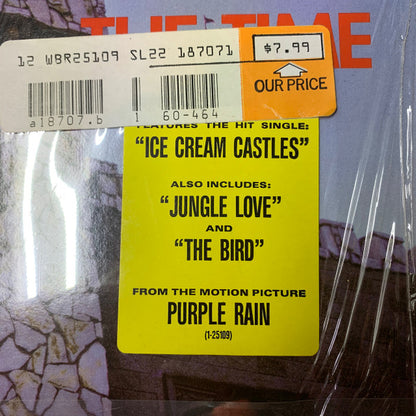 THE TIME
12 WBR25109 SL22 187071
$7.99
OUR PRICE
a18707.b 1 60-464
FEATURES THE HIT SINGLE:
"ICE CREAM CASTLES"
ALSO INCLUDES:
"JUNGLE LOVE"
AND
"THE BIRD"
FROM THE MOTION PICTURE
PURPLE RAIN
(1-25109)